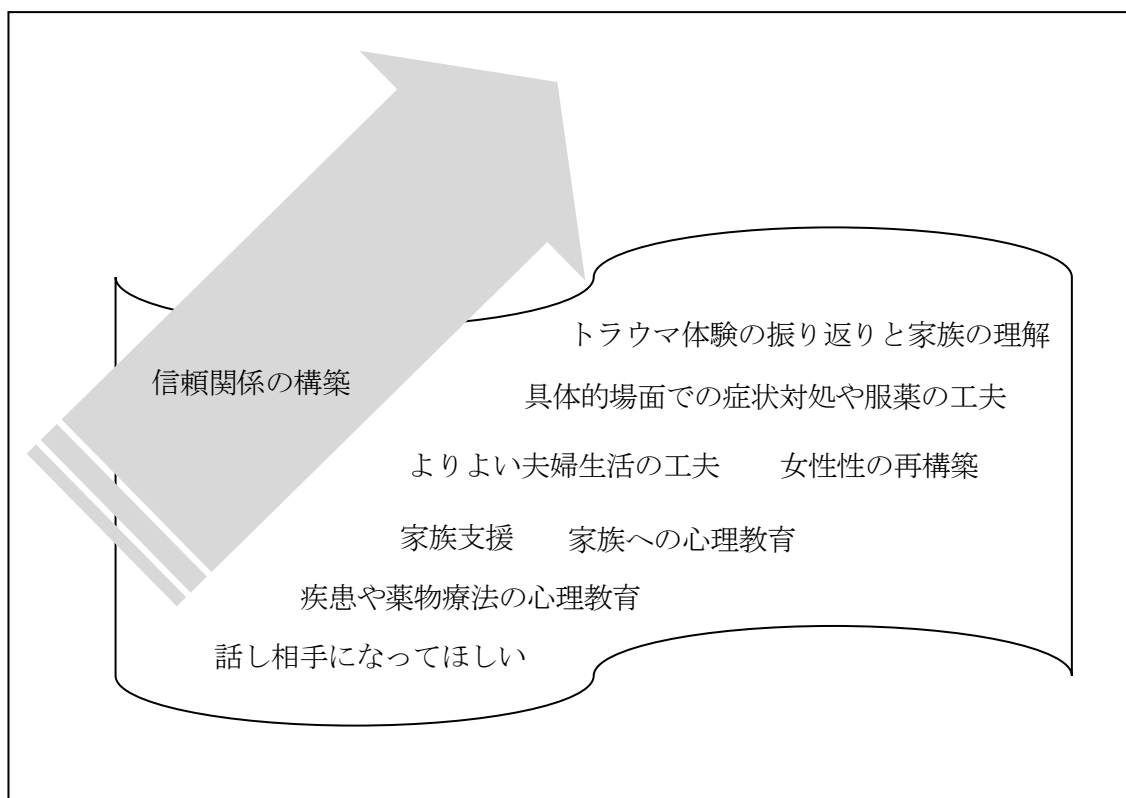 トラウマ体験の振り返りと家族の理解
信頼関係の構築
具体的場面での症状対処や服薬の工夫
よりよい夫婦生活の工夫　　女性性の再構築
家族支援　家族への心理教育
疾患や薬物療法の心理教育
話し相手になってほしい